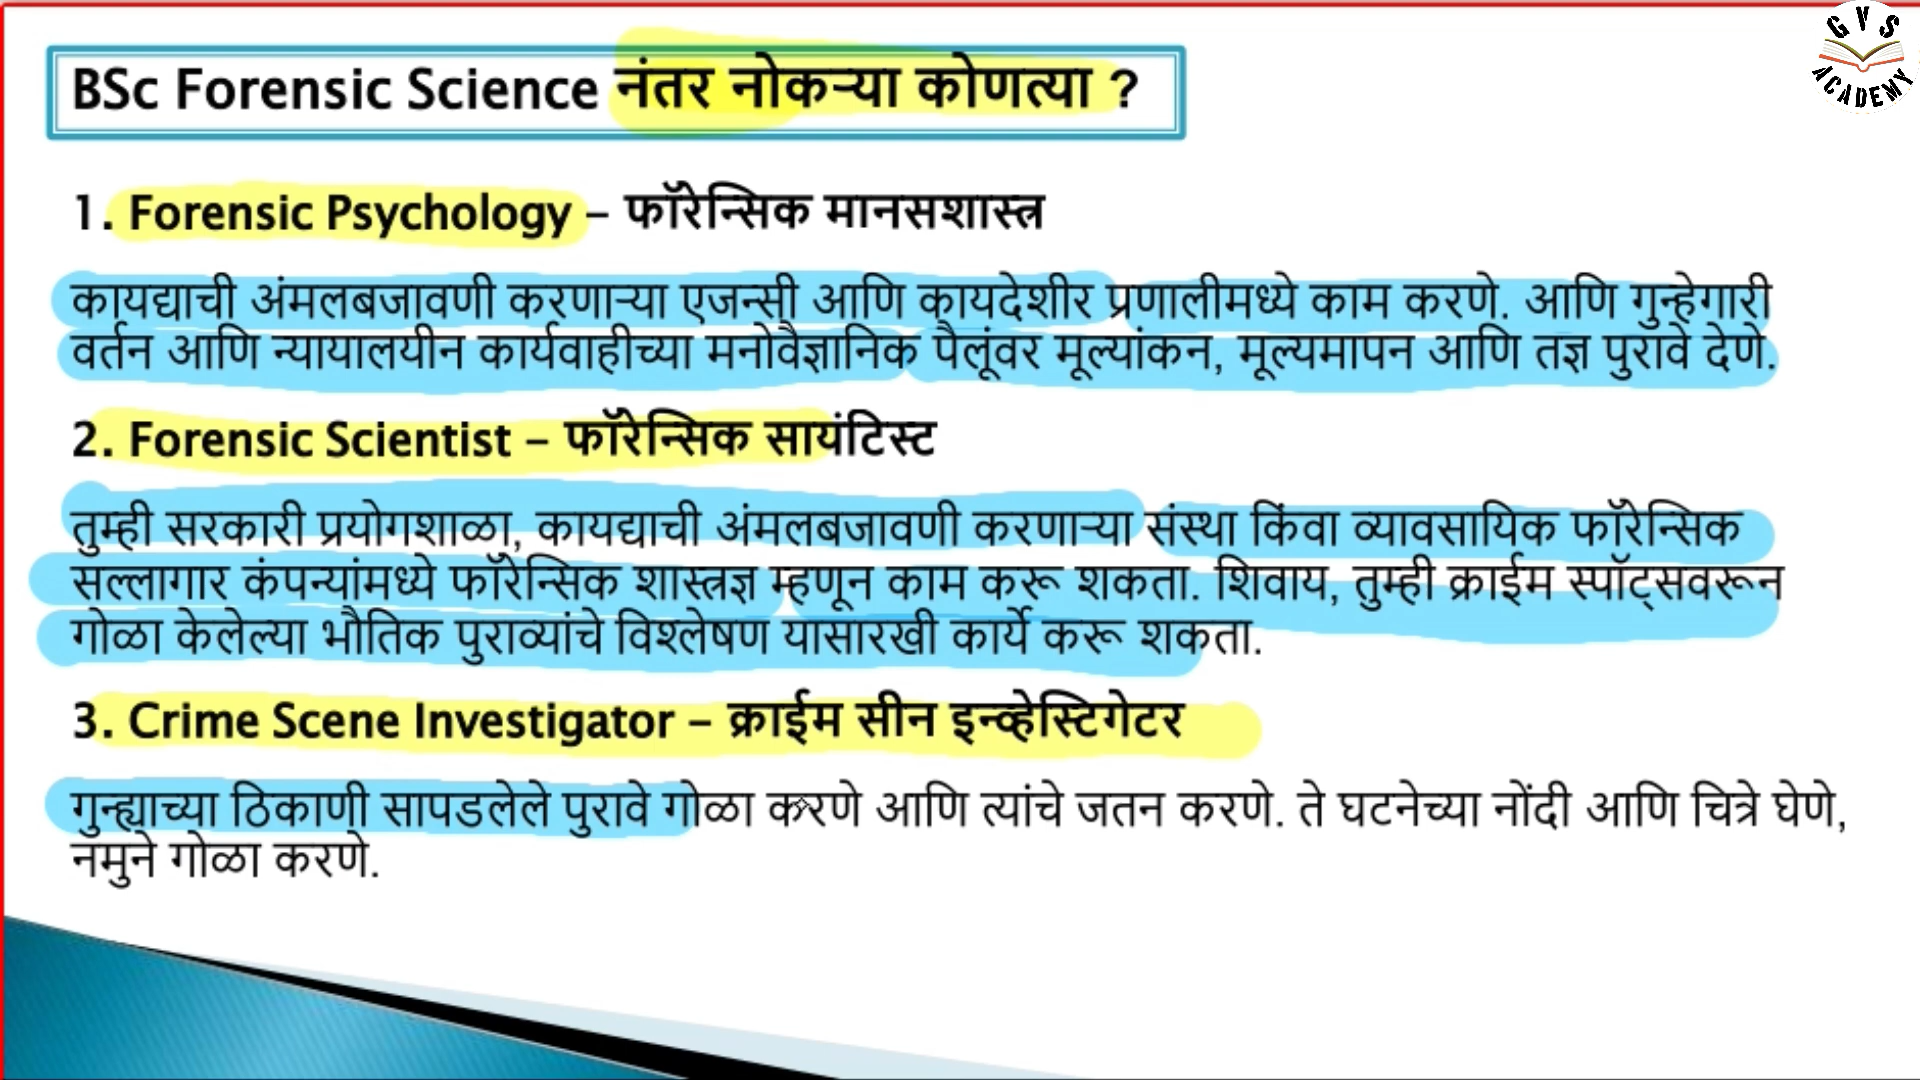 GVS
ACADEMY
BSc Forensic Science नंतर नोकऱ्या कोणत्या ?
1. Forensic Psychology – फॉरेन्सिक मानसशास्त्र
कायद्याची अंमलबजावणी करणाऱ्या एजन्सी आणि कायदेशीर प्रणालीमध्ये काम करणे. आणि गुन्हेगारी
वर्तन आणि न्यायालयीन कार्यवाहीच्या मनोवैज्ञानिक पैलूंवर मूल्यांकन, मूल्यमापन आणि तज्ञ पुरावे देणे.
2. Forensic Scientist – फॉरेन्सिक सायंटिस्ट
तुम्ही सरकारी प्रयोगशाळा, कायद्याची अंमलबजावणी करणाऱ्या संस्था किंवा व्यावसायिक फॉरेन्सिक
सल्लागार कंपन्यांमध्ये फॉरेन्सिक शास्त्रज्ञ म्हणून काम करू शकता. शिवाय, तुम्ही क्राईम स्पॉट्सवरून
गोळा केलेल्या भौतिक पुराव्यांचे विश्लेषण यासारखी कार्ये करू शकता.
3. Crime Scene Investigator – क्राईम सीन इन्व्हेस्टिगेटर
गुन्ह्याच्या ठिकाणी सापडलेले पुरावे गोळा करणे आणि त्यांचे जतन करणे. ते घटनेच्या नोंदी आणि चित्रे घेणे,
नमुने गोळा करणे.